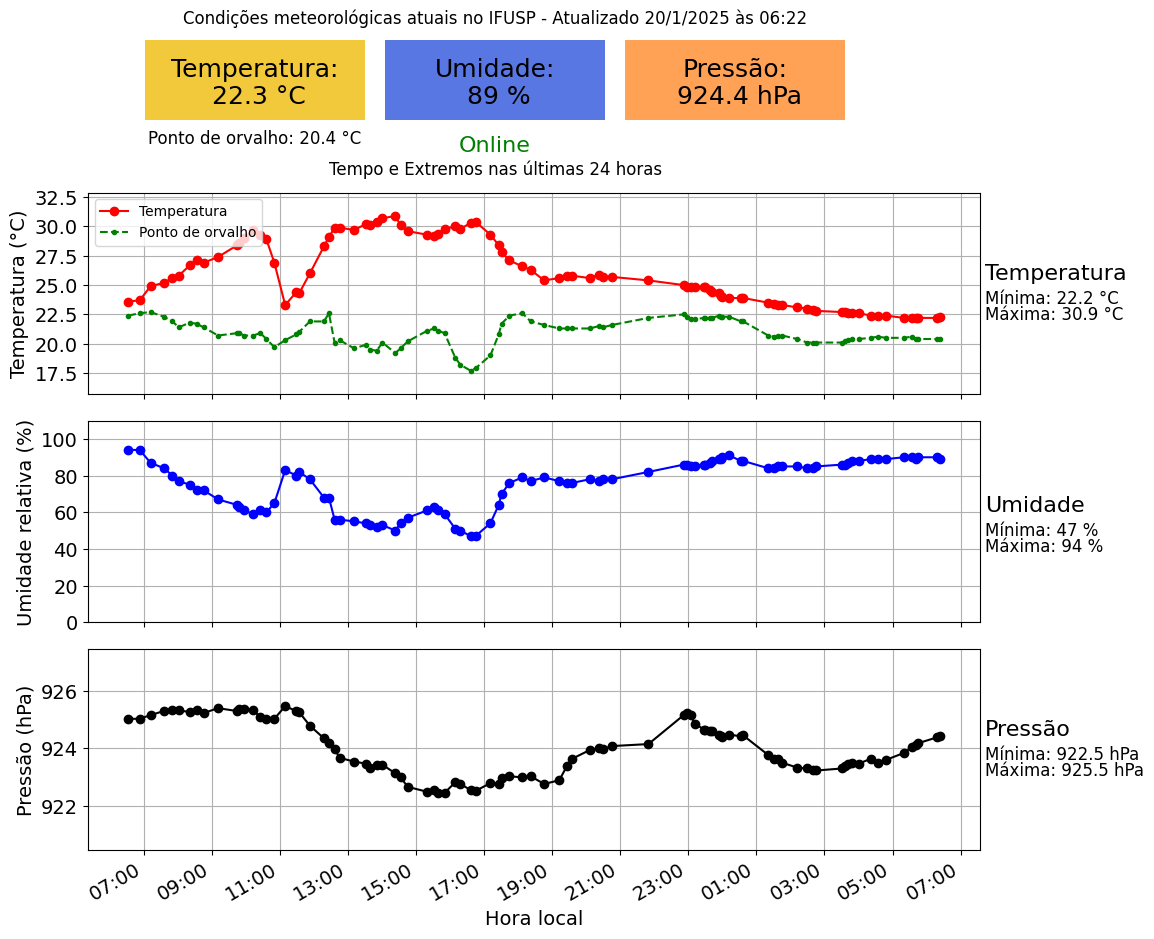 Condições meteorológicas atuais no IFUSP - Atualizado 20/1/2025 às 06:22
Temperatura:
22.3 °C
Umidade:
89 %
Pressão:
924.4 hPa
Ponto de orvalho: 20.4 °C
Online
Tempo e Extremos nas últimas 24 horas
Temperatura (°C)
32.5
30.0
27.5
25.0
22.5
20.0
17.5
Temperatura
Ponto de orvalho
Temperatura
Mínima: 22.2 °C
Máxima: 30.9 °C
Umidade relativa (%)
100
80
60
40
20
0
Umidade
Mínima: 47 %
Máxima: 94 %
Pressão (hPa)
926
924
922
Pressão
Mínima: 922.5 hPa
Máxima: 925.5 hPa
07:00
09:00
11:00
13:00
15:00
17:00
19:00
21:00
23:00
01:00
03:00
05:00
07:00
Hora local